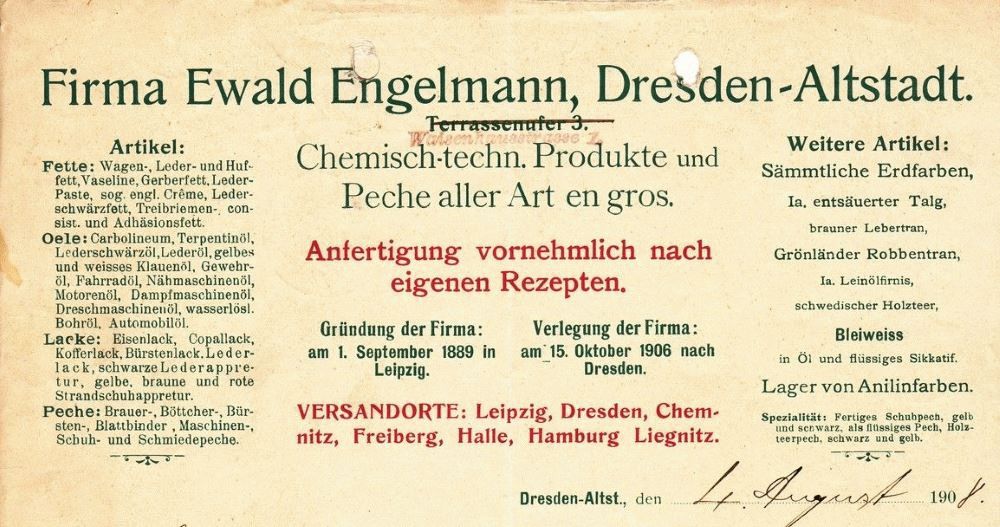 Firma Ewald Engelmann, Dresden-Altstadt.
Terrassenufer 3.
Waisenhausstrasse 7.
Artikel:
Fette: Wagen-, Leder- und Huf-
fett, Vaseline, Gerberfett, Leder-
Paste, sog. engl. Crême, Leder-
schwärzfett, Treibriemen-, con-
sist. und Adhäsionsfett.
Oele: Carbolineum, Terpentinöl,
Lederschwärzöl, Lederöl, gelbes
und weisses Klauenöl, Gewehr-
öl, Fahrradöl, Nähmaschinenöl,
Motorenöl, Dampfmaschinenöl,
Dreschmaschinenöl, wasserlösl.
Bohröl, Automobilöl.
Lacke: Eisenlack, Copallack,
Kofferlack, Bürstenlack, Leder-
lack, schwarze Lederappre-
tur, gelbe, braune und rote
Strandschuhappretur.
Peche: Brauer-, Böttcher-, Bür-
sten-, Blattbinder, Maschinen-,
Schuh- und Schmiedepeche.
Chemisch-techn. Produkte und
Peche aller Art en gros.
Anfertigung vornehmlich nach
eigenen Rezepten.
Gründung der Firma:
am 1. September 1889 in
Leipzig.
Verlegung der Firma:
am 15. Oktober 1906 nach
Dresden.
VERSANDORTE: Leipzig, Dresden, Chem-
nitz, Freiberg, Halle, Hamburg Liegnitz.
Weitere Artikel:
Sämmtliche Erdfarben,
Ia. entsäuerter Talg,
brauner Lebertran,
Grönländer Robbentran,
Ia. Leinölfirnis,
schwedischer Holzteer,
Bleiweiss
in Öl und flüssiges Sikkatif.
Lager von Anilinfarben.
Spezialität: Fertiges Schuhpech, gelb
und schwarz, als flüssiges Pech, Holz-
teerpech, schwarz und gelb.
Dresden-Altst., den 4. August 1908.